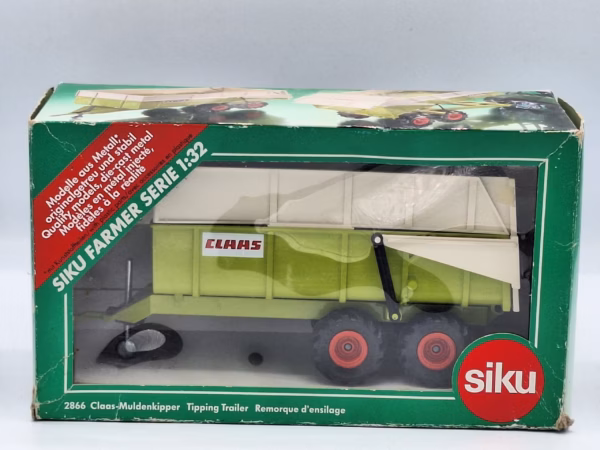 Modelle aus Metall*
originalgetreu und stabil
Quality models, die-cast metal
Modèles en métal injecté,
fidèles à la réalité
SIKU FARMER SERIE 1:32
CLAAS
siku
2866 Claas-Muldenkipper Tipping Trailer Remorque d'ensilage